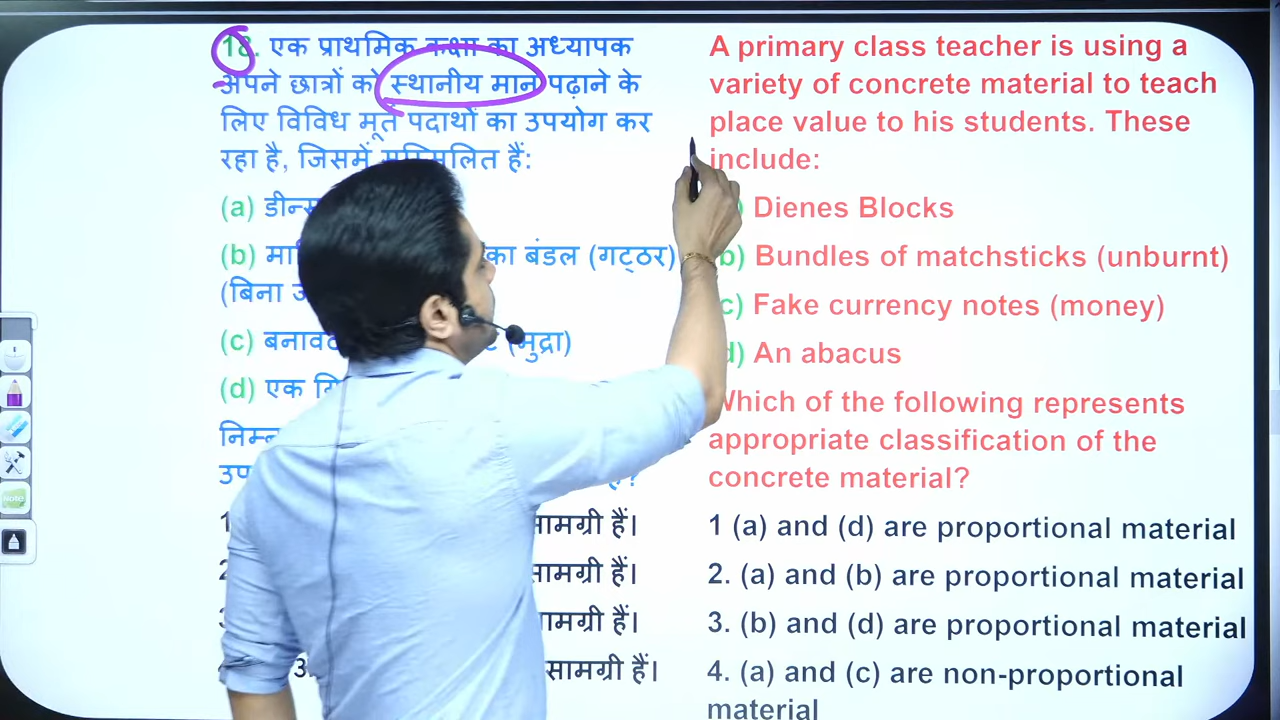 18. एक प्राथमिक कक्षा का अध्यापक
अपने छात्रों को स्थानीय मान पढ़ाने के
लिए विविध मूर्त पदार्थों का उपयोग कर
रहा है, जिसमें सम्मिलित हैं:
(a) डीन्स
(b) का बंडल (गट्ठर)
(बिना
(c) (मुद्रा)
(d) एक
सामग्री हैं।
सामग्री हैं।
सामग्री हैं।
सामग्री हैं।
A primary class teacher is using a
variety of concrete material to teach
place value to his students. These
include:
Dienes Blocks
b) Bundles of matchsticks (unburnt)
c) Fake currency notes (money)
d) An abacus
Which of the following represents
appropriate classification of the
concrete material?
1 (a) and (d) are proportional material
2. (a) and (b) are proportional material
3. (b) and (d) are proportional material
4. (a) and (c) are non-proportional
material
Note